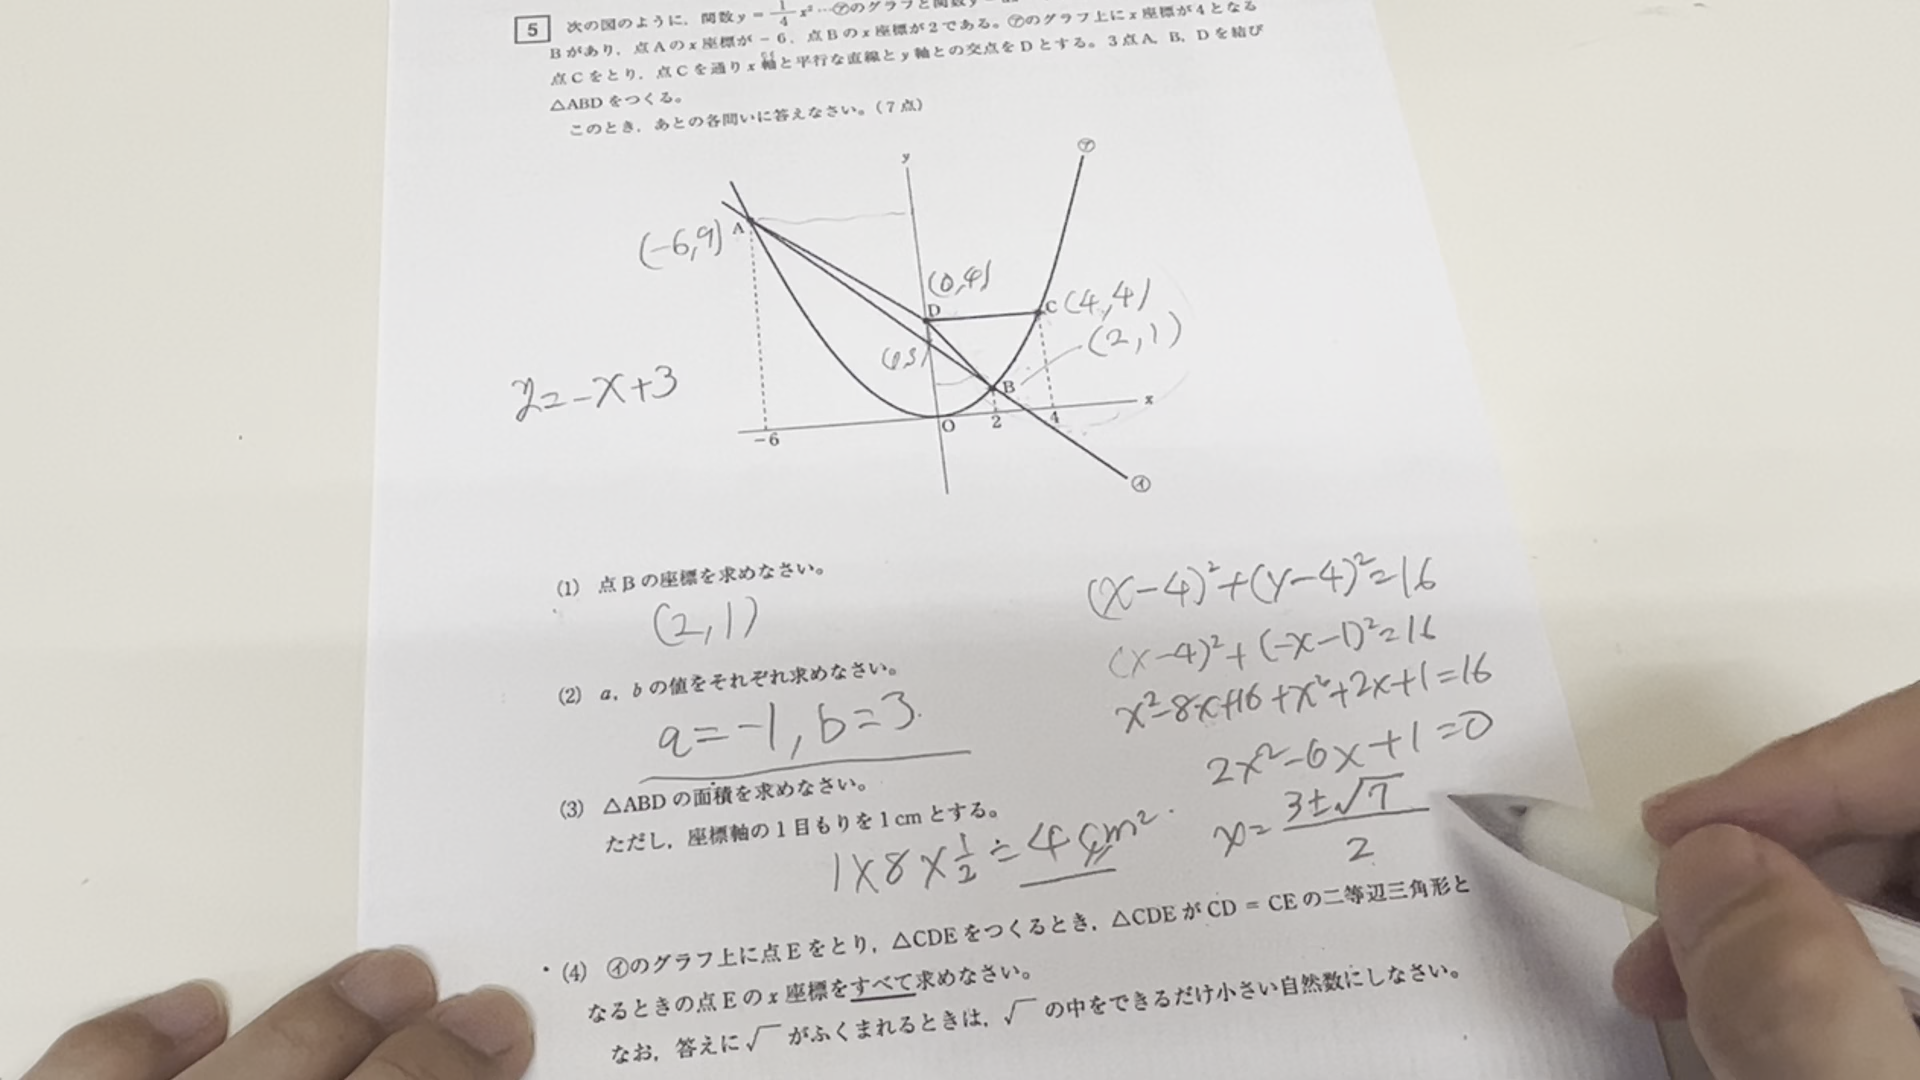 5 次の図のように，関数y = 1/4 x²…㋐のグラフと関数y
Bがあり，点Aのx座標が－6，点Bのx座標が2である。㋐のグラフ上にx座標が4となる
点Cをとり，点Cを通りx軸と平行な直線とy軸との交点をDとする。3点A，B，Dを結び
△ABDをつくる。
このとき，あとの各問いに答えなさい。（7点）
y
㋐
(-6,9)
A
(0,4)
D
C (4,4)
(2,1)
B
y=-x+3
x
-6
O
2
4
㋑
(1) 点Bの座標を求めなさい。
(2,1)
(2) a，bの値をそれぞれ求めなさい。
a=-1, b=3.
(3) △ABDの面積を求めなさい。
ただし，座標軸の1目もりを1cmとする。
1×8×1/2=4cm².
(x-4)²+(y-4)²=16
(x-4)²+(-x-1)²=16
x²-8x+16+x²+2x+1=16
2x²-6x+1=0
x=3±√7/2
(4) ㋑のグラフ上に点Eをとり，△CDEをつくるとき，△CDEがCD = CEの二等辺三角形と
なるときの点Eのx座標をすべて求めなさい。
なお，答えに√がふくまれるときは，√の中をできるだけ小さい自然数にしなさい。